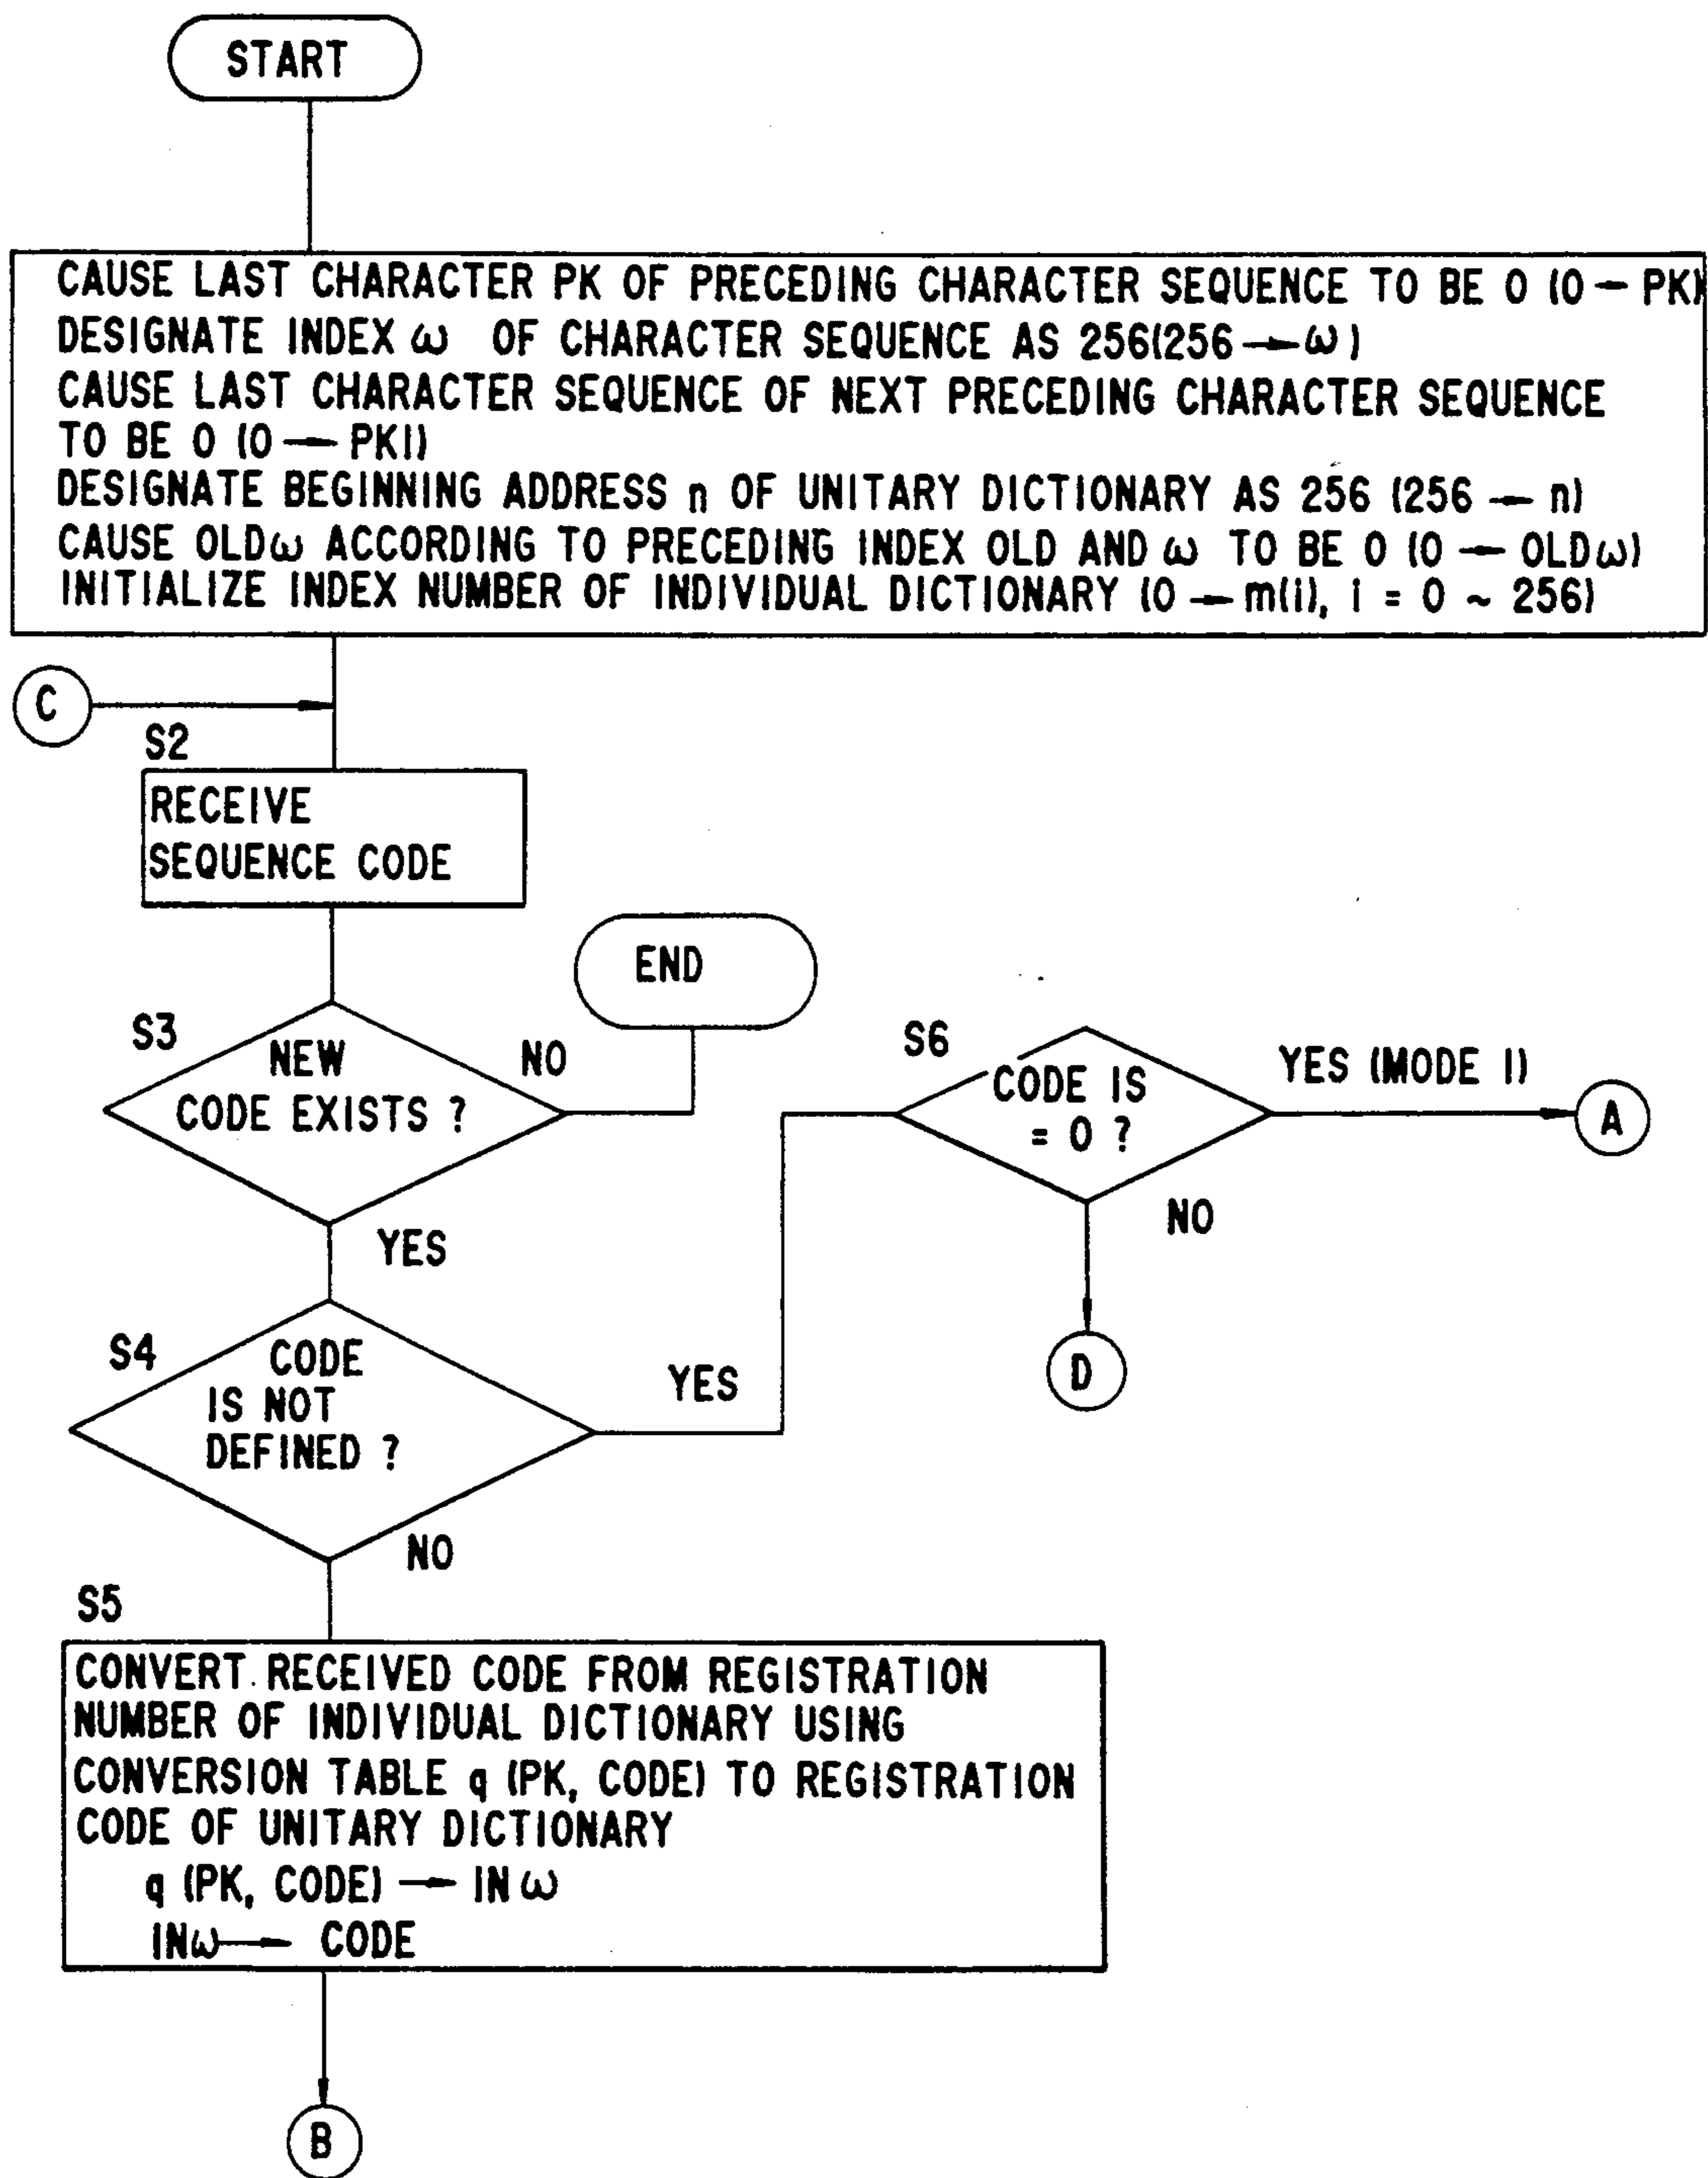 START
CAUSE LAST CHARACTER PK OF PRECEDING CHARACTER SEQUENCE TO BE 0 (0 → PK)
DESIGNATE INDEX ω OF CHARACTER SEQUENCE AS 256(256 → ω)
CAUSE LAST CHARACTER SEQUENCE OF NEXT PRECEDING CHARACTER SEQUENCE
TO BE 0 (0 → PK1)
DESIGNATE BEGINNING ADDRESS n OF UNITARY DICTIONARY AS 256 (256 → n)
CAUSE OLDω ACCORDING TO PRECEDING INDEX OLD AND ω TO BE 0 (0 → OLDω)
INITIALIZE INDEX NUMBER OF INDIVIDUAL DICTIONARY (0 → m(i), i = 0 ~ 256)
C
S2
RECEIVE
SEQUENCE CODE
END
S3
NEW
CODE EXISTS ?
NO
YES
S6
CODE IS
= 0 ?
YES (MODE 1)
A
NO
D
S4
CODE
IS NOT
DEFINED ?
YES
NO
S5
CONVERT RECEIVED CODE FROM REGISTRATION
NUMBER OF INDIVIDUAL DICTIONARY USING
CONVERSION TABLE q (PK, CODE) TO REGISTRATION
CODE OF UNITARY DICTIONARY
q (PK, CODE) → INω
INω → CODE
B